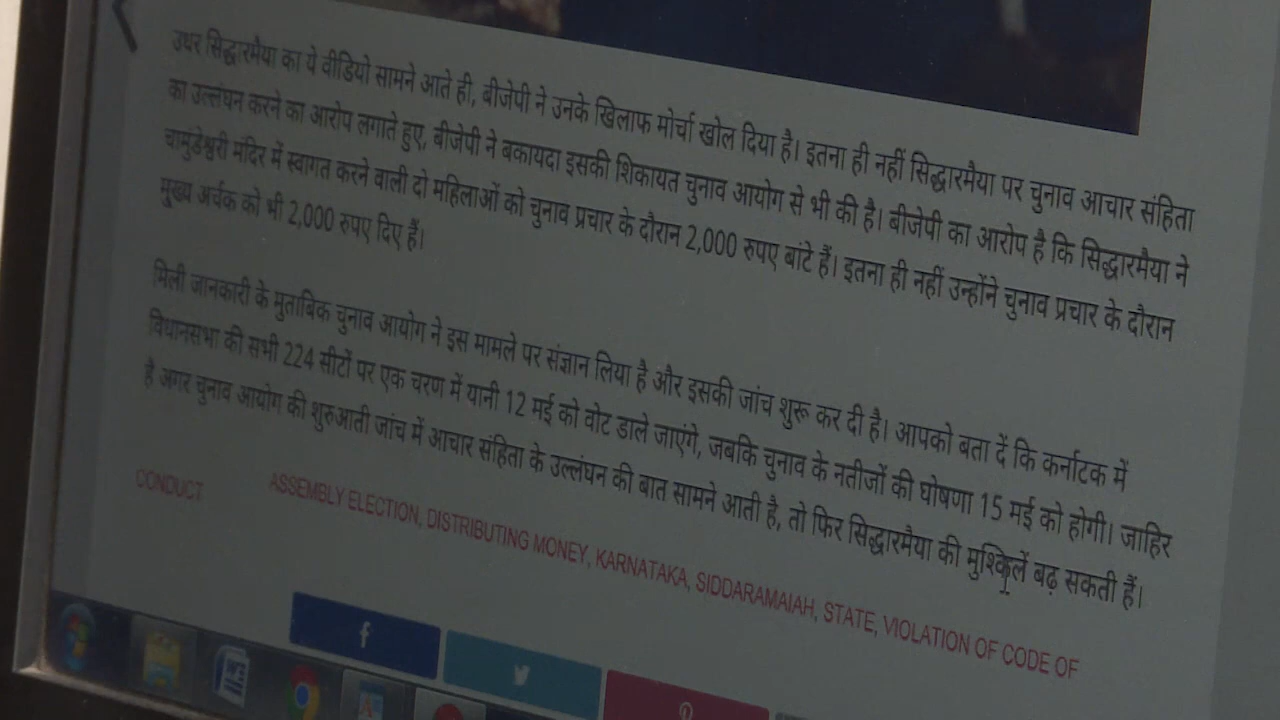 उधर सिद्धारमैया का ये वीडियो सामने आते ही, बीजेपी ने उनके खिलाफ मोर्चा खोल दिया है। इतना ही नहीं सिद्धारमैया पर चुनाव आचार संहिता
का उल्लंघन करने का आरोप लगाते हुए, बीजेपी ने बकायदा इसकी शिकायत चुनाव आयोग से भी की है। बीजेपी का आरोप है कि सिद्धारमैया ने
चामुंडेश्वरी मंदिर में स्वागत करने वाली दो महिलाओं को चुनाव प्रचार के दौरान 2,000 रुपए बांटे हैं। इतना ही नहीं उन्होंने चुनाव प्रचार के दौरान
मुख्य अर्चक को भी 2,000 रुपए दिए हैं।
मिली जानकारी के मुताबिक चुनाव आयोग ने इस मामले पर संज्ञान लिया है और इसकी जांच शुरू कर दी है। आपको बता दें कि कर्नाटक में
विधानसभा की सभी 224 सीटों पर एक चरण में यानी 12 मई को वोट डाले जाएंगे, जबकि चुनाव के नतीजों की घोषणा 15 मई को होगी। जाहिर
है अगर चुनाव आयोग की शुरुआती जांच में आचार संहिता के उल्लंघन की बात सामने आती है, तो फिर सिद्धारमैया की मुश्किलें बढ़ सकती हैं।
ASSEMBLY ELECTION, DISTRIBUTING MONEY, KARNATAKA, SIDDARAMAIAH, STATE, VIOLATION OF CODE OF
CONDUCT